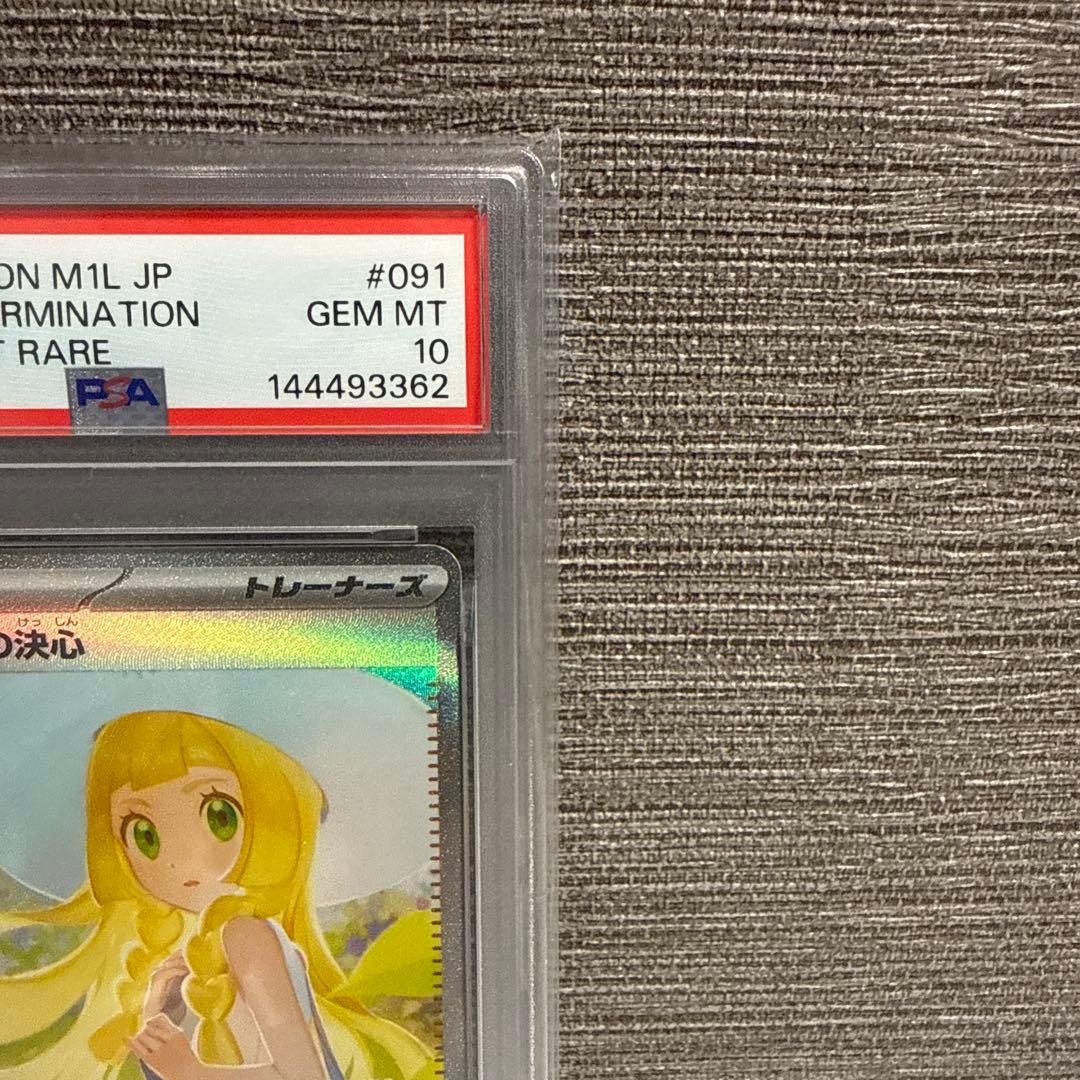 ON M1L JP #091
RMINATION GEM MT
T RARE 10
PSA 144493362
トレーナーズ
けっ しん
の決心